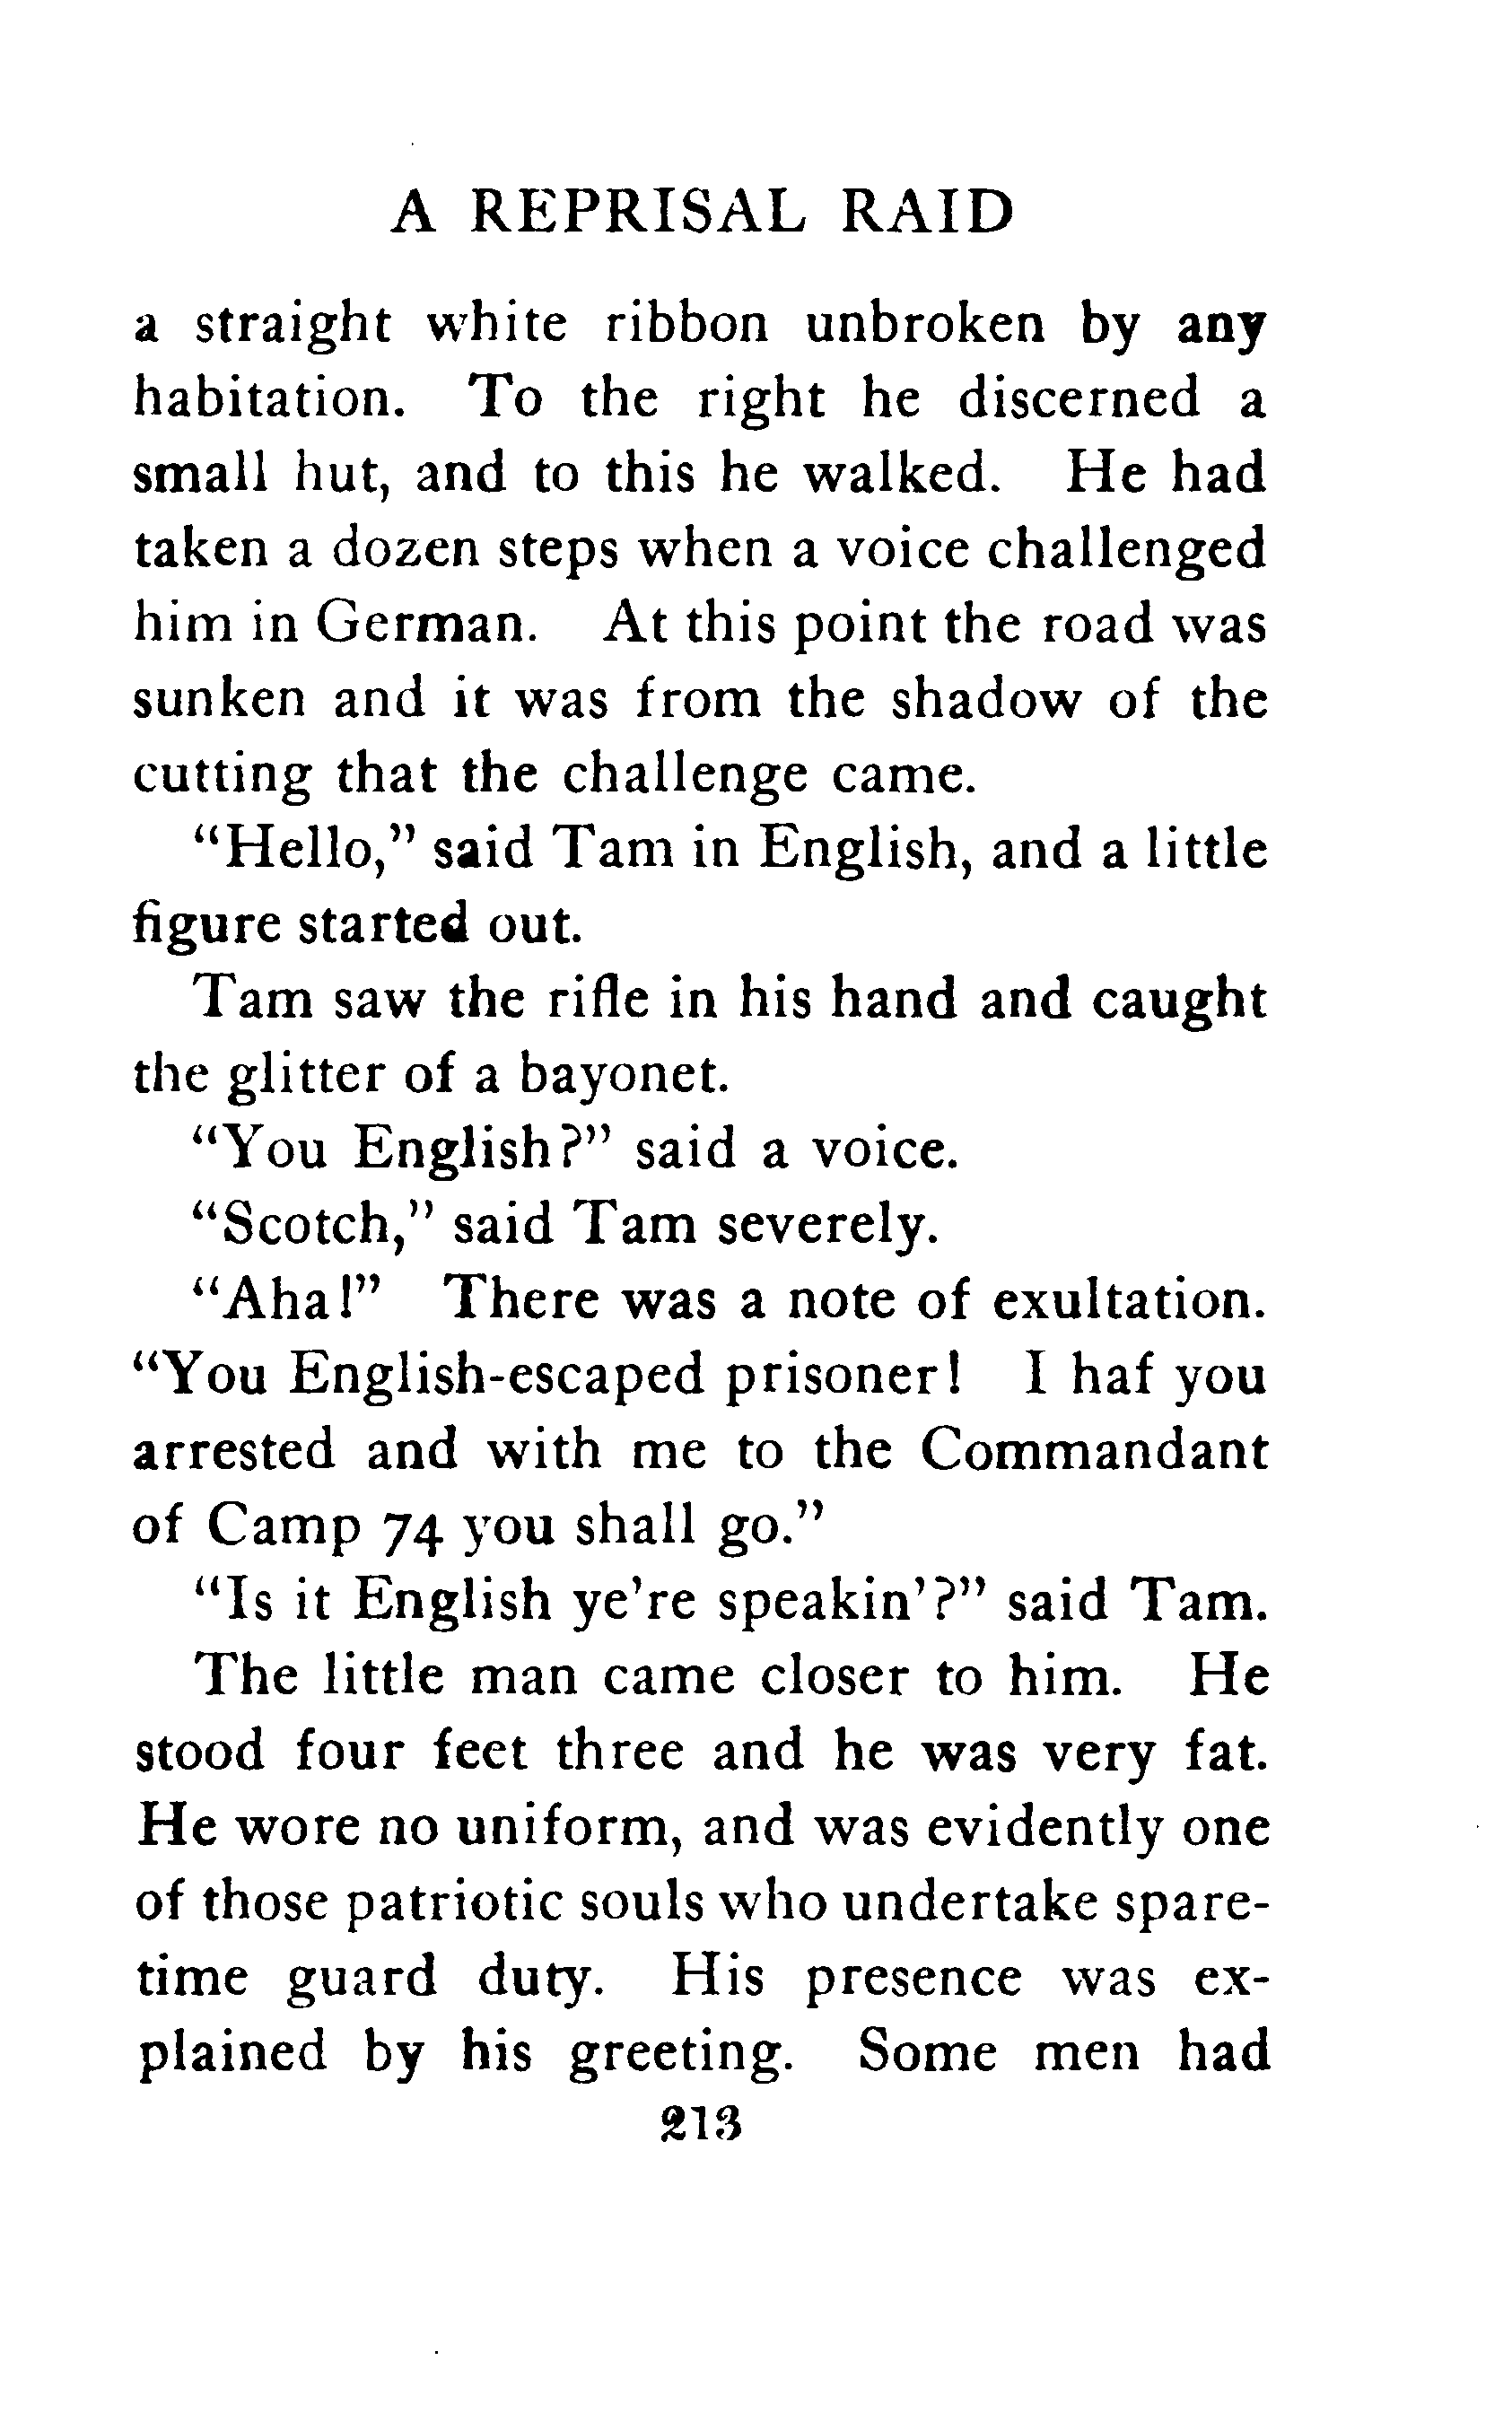 A REPRISAL RAID
a straight white ribbon unbroken by any
habitation. To the right he discerned a
small hut, and to this he walked. He had
taken a dozen steps when a voice challenged
him in German. At this point the road was
sunken and it was from the shadow of the
cutting that the challenge came.
"Hello," said Tam in English, and a little
figure started out.
Tam saw the rifle in his hand and caught
the glitter of a bayonet.
"You English?" said a voice.
"Scotch," said Tam severely.
"Aha!" There was a note of exultation.
"You English-escaped prisoner! I haf you
arrested and with me to the Commandant
of Camp 74 you shall go."
"Is it English ye're speakin'?" said Tam.
The little man came closer to him. He
stood four feet three and he was very fat.
He wore no uniform, and was evidently one
of those patriotic souls who undertake spare-
time guard duty. His presence was ex-
plained by his greeting. Some men had
213